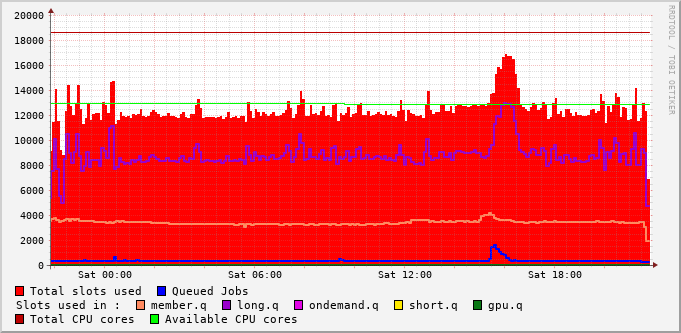 20000
18000
16000
14000
12000
10000
8000
6000
4000
2000
0
Sat 00:00 Sat 06:00 Sat 12:00 Sat 18:00
RRDTOOL / TOBI OETIKER
Total slots used Queued Jobs
Slots used in : member.q long.q ondemand.q short.q gpu.q
Total CPU cores Available CPU cores